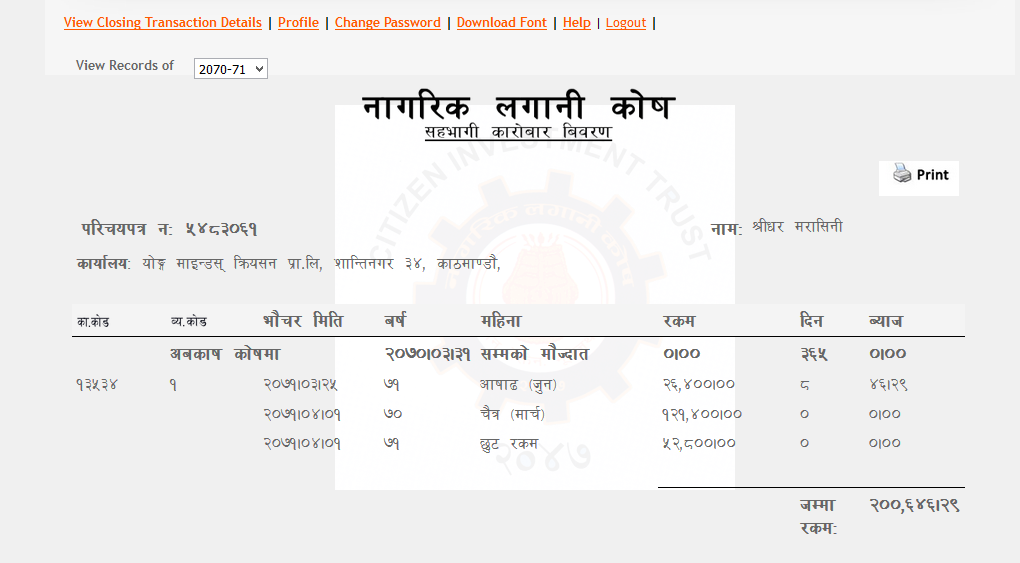 View Closing Transaction Details | Profile | Change Password | Download Font | Help | Logout |
View Records of 2070-71
नागरिक लगानी कोष
सहभागी कारोबार बिवरण
CITIZEN INVESTMENT TRUST
Print
परिचयपत्र न: ५४८३०६१ नाम: श्रीधर मरासिनी
कार्यालय: योङ्ग माइन्डस् क्रियसन प्रा.लि, शान्तिनगर ३४, काठमाण्डौ,
का.कोड ब्य.कोड भौचर मिति बर्ष महिना रकम दिन ब्याज
अबकाष कोषमा २०७०।०३।३१ सम्मको मौज्दात ०।०० ३६५ ०।००
१३५३४ १ २०७१।०३।२५ ७१ आषाढ (जुन) २६,४००।०० ८ ४६।२९
२०७१।०४।०१ ७० चैत्र (मार्च) १२१,४००।०० ० ०।००
२०७१।०४।०१ ७१ छुट रकम ५२,८००।०० ० ०।००
२०४७
जम्मा रकम: २००,६४६।२९